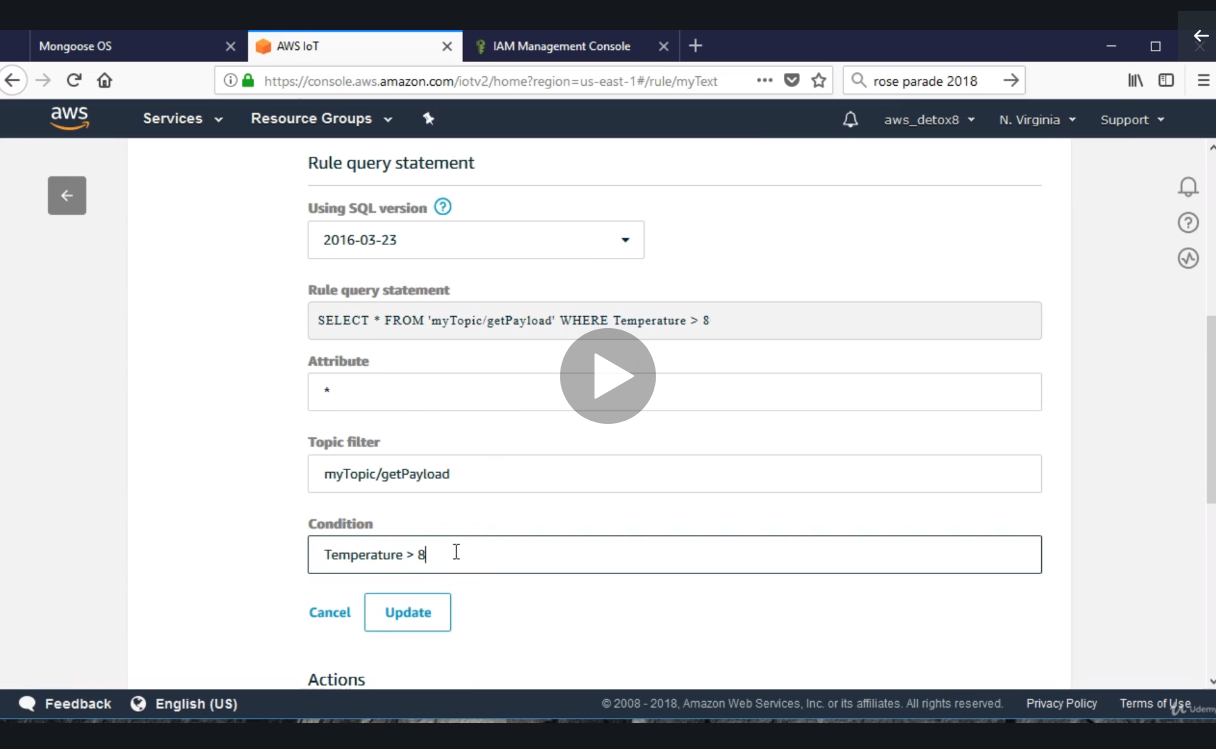 Mongoose OS
AWS IoT
IAM Management Console
https://console.aws.amazon.com/iotv2/home?region=us-east-1#/rule/myText
rose parade 2018
aws
Services
Resource Groups
aws_detox8
N. Virginia
Support
Rule query statement
Using SQL version ?
2016-03-23
Rule query statement
SELECT * FROM 'myTopic/getPayload' WHERE Temperature > 8
Attribute
*
Topic filter
myTopic/getPayload
Condition
Temperature > 8
Cancel
Update
Actions
Feedback
English (US)
© 2008 - 2018, Amazon Web Services, Inc. or its affiliates. All rights reserved.
Privacy Policy
Terms of Use
Udemy